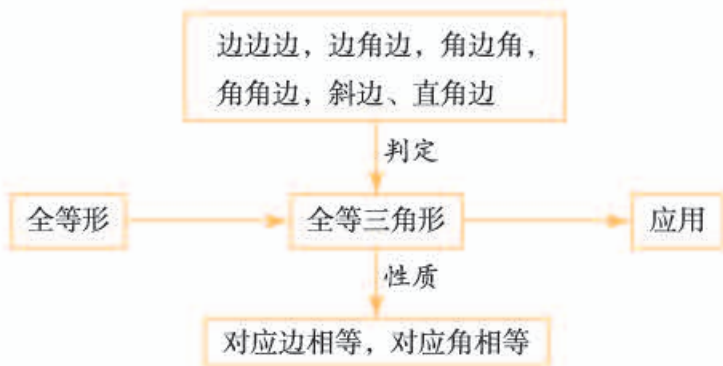 边边边，边角边，角边角，
角角边，斜边、直角边
判定
全等形
全等三角形
应用
性质
对应边相等，对应角相等